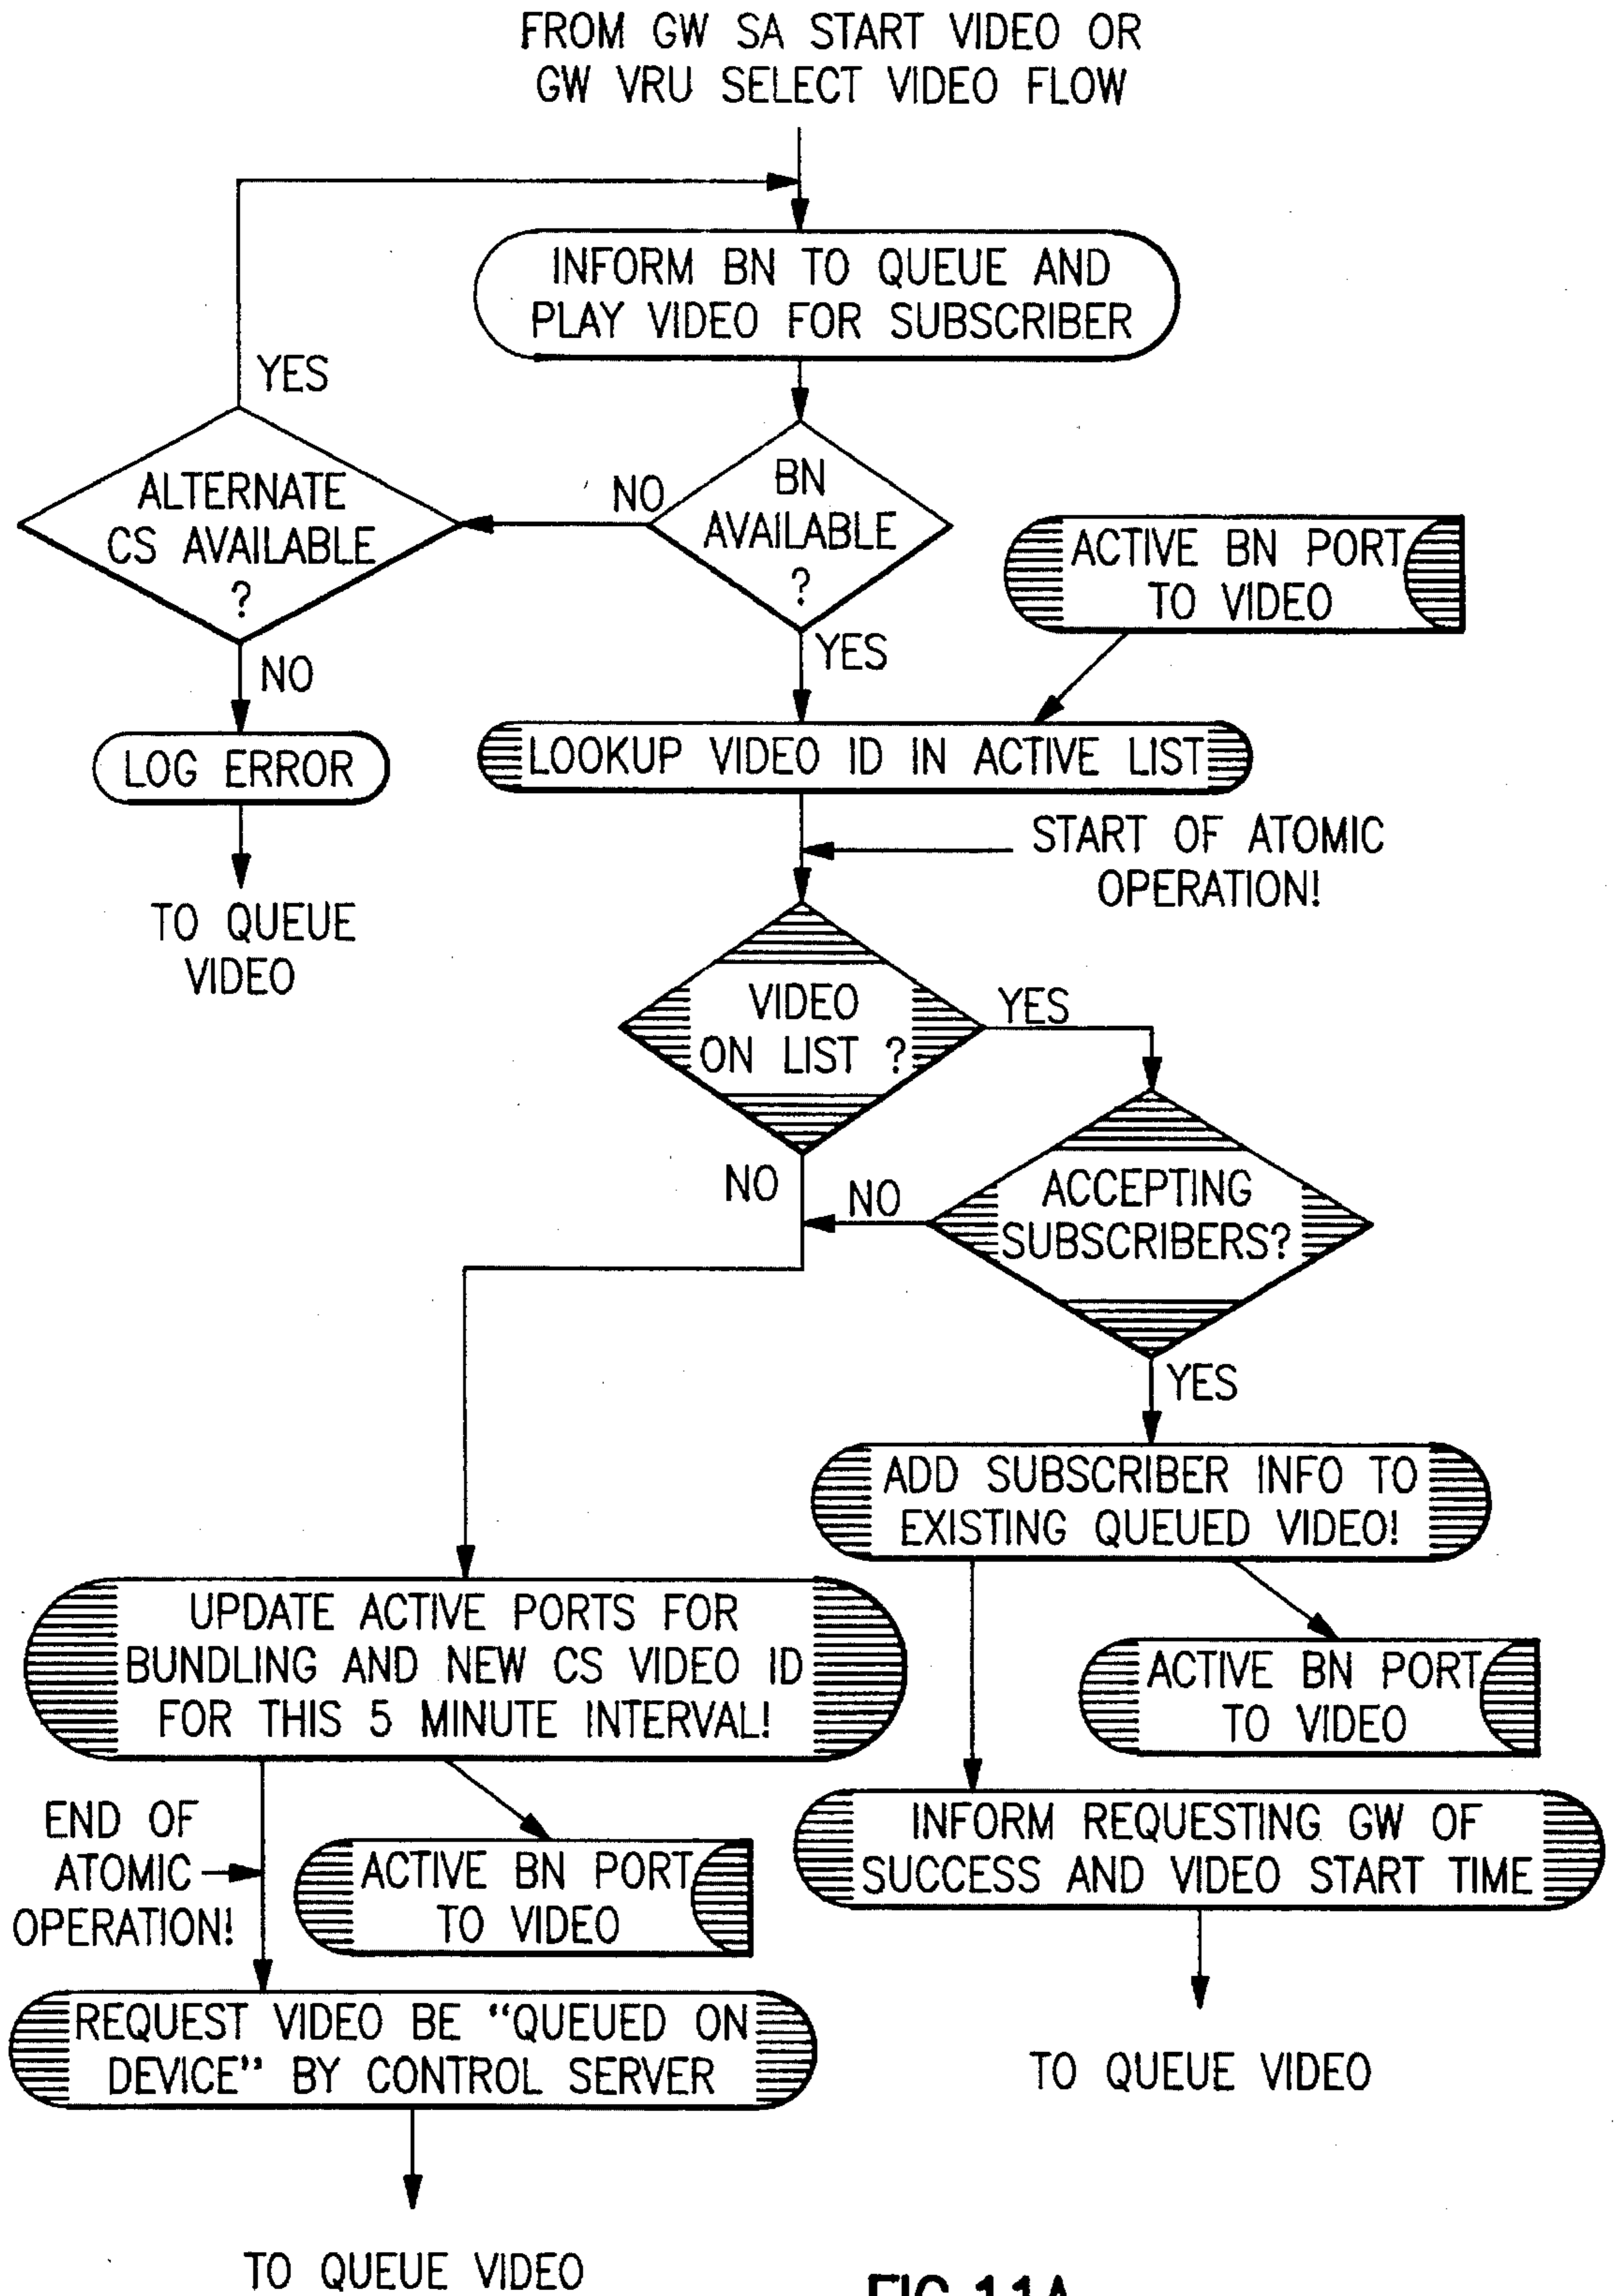 FROM GW SA START VIDEO OR
GW VRU SELECT VIDEO FLOW
INFORM BN TO QUEUE AND
PLAY VIDEO FOR SUBSCRIBER
YES
ALTERNATE
CS AVAILABLE
?
NO
BN
AVAILABLE
?
ACTIVE BN PORT
TO VIDEO
YES
NO
LOG ERROR
LOOKUP VIDEO ID IN ACTIVE LIST
TO QUEUE
VIDEO
START OF ATOMIC
OPERATION!
VIDEO
ON LIST ?
YES
NO
NO
ACCEPTING
SUBSCRIBERS?
YES
ADD SUBSCRIBER INFO TO
EXISTING QUEUED VIDEO!
UPDATE ACTIVE PORTS FOR
BUNDLING AND NEW CS VIDEO ID
FOR THIS 5 MINUTE INTERVAL!
ACTIVE BN PORT
TO VIDEO
END OF
ATOMIC
OPERATION!
ACTIVE BN PORT
TO VIDEO
INFORM REQUESTING GW OF
SUCCESS AND VIDEO START TIME
REQUEST VIDEO BE "QUEUED ON
DEVICE" BY CONTROL SERVER
TO QUEUE VIDEO
TO QUEUE VIDEO
FIG.11A